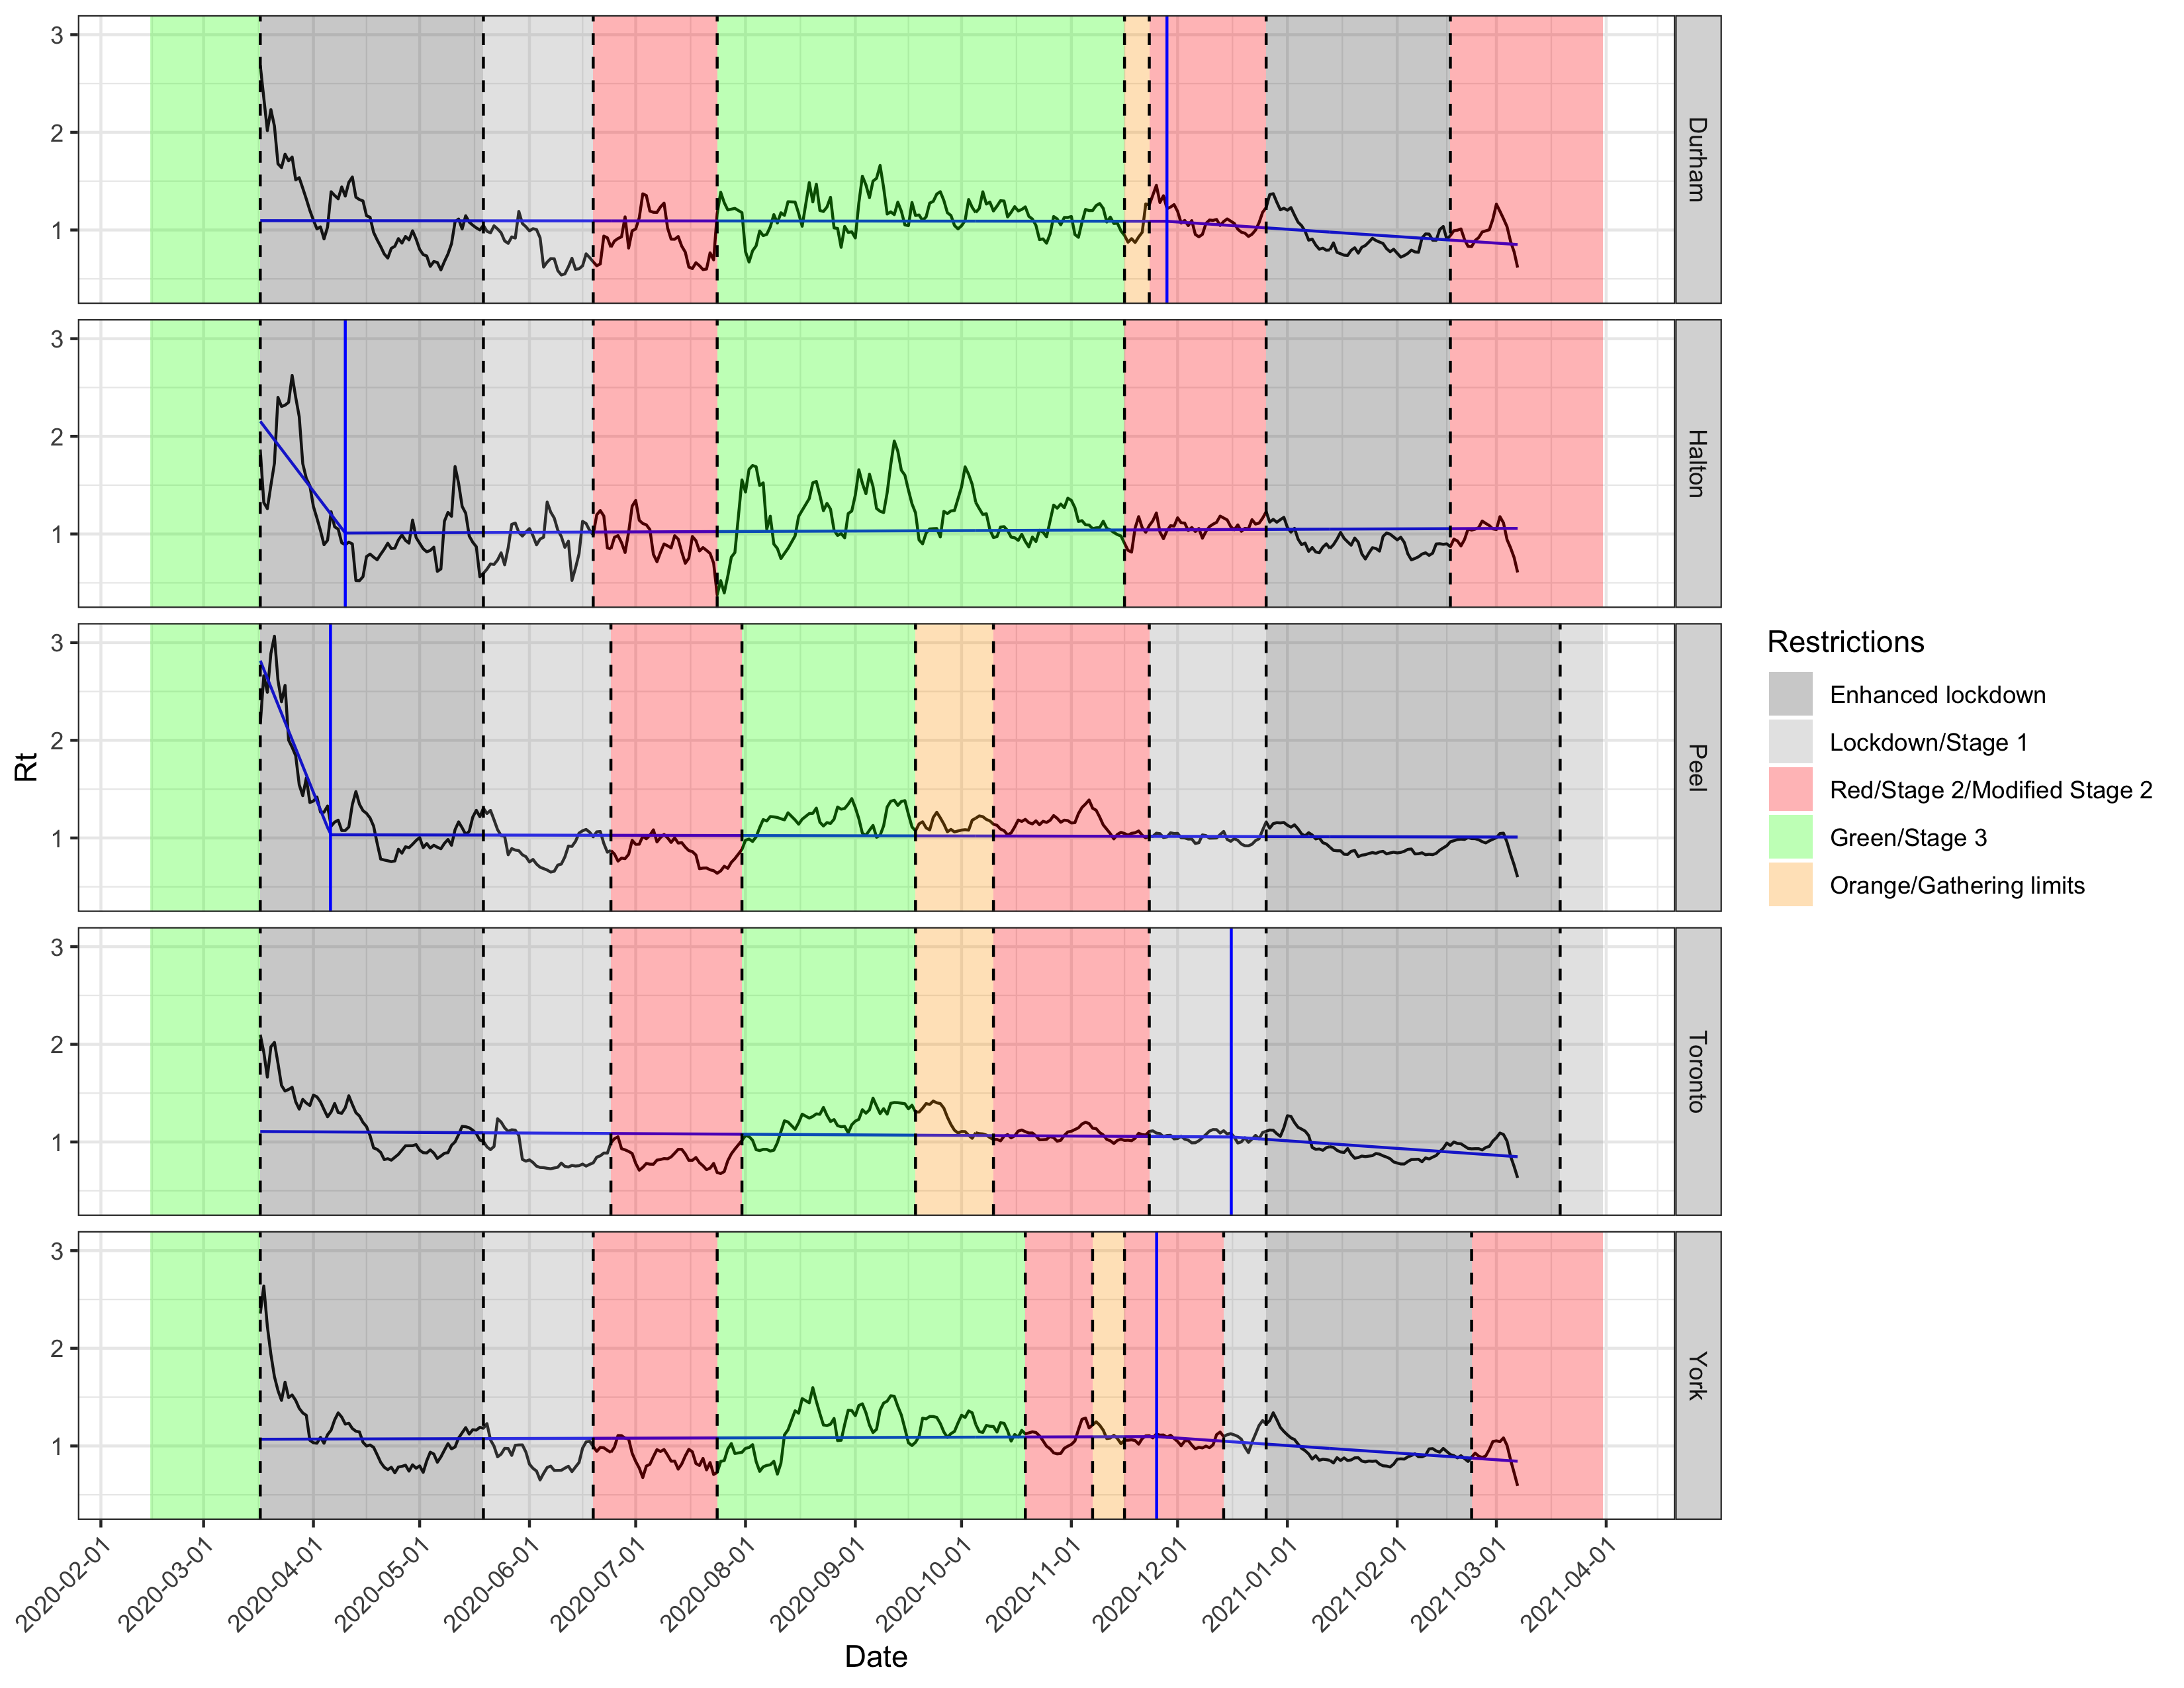 3
2
1
Durham
3
2
1
Halton
3
2
1
Peel
3
2
1
Toronto
3
2
1
York
Rt
2020-02-01
2020-03-01
2020-04-01
2020-05-01
2020-06-01
2020-07-01
2020-08-01
2020-09-01
2020-10-01
2020-11-01
2020-12-01
2021-01-01
2021-02-01
2021-03-01
2021-04-01
Date
Restrictions
Enhanced lockdown
Lockdown/Stage 1
Red/Stage 2/Modified Stage 2
Green/Stage 3
Orange/Gathering limits